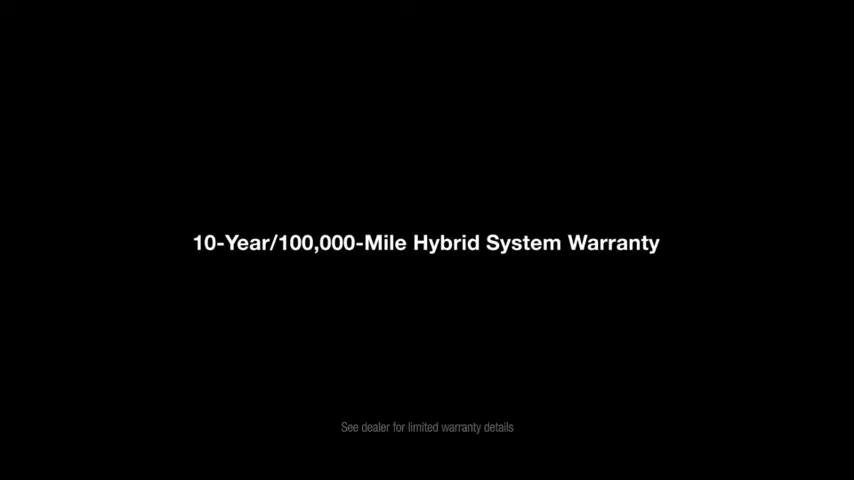 10-Year/100,000-Mile Hybrid System Warranty
See dealer for limited warranty details